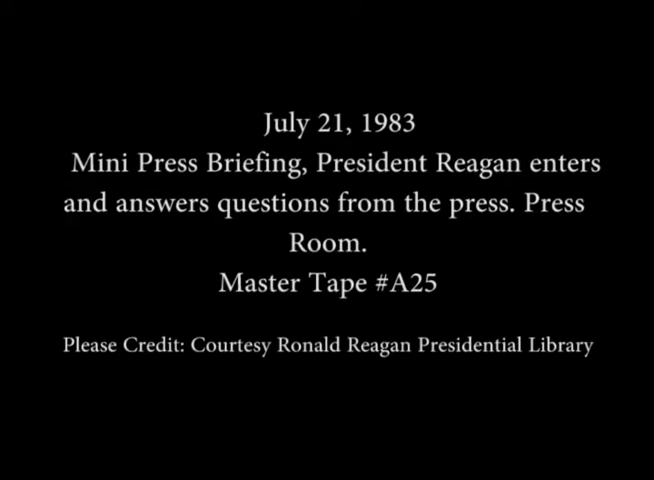 July 21, 1983
Mini Press Briefing, President Reagan enters
and answers questions from the press. Press
Room.
Master Tape #A25
Please Credit: Courtesy Ronald Reagan Presidential Library